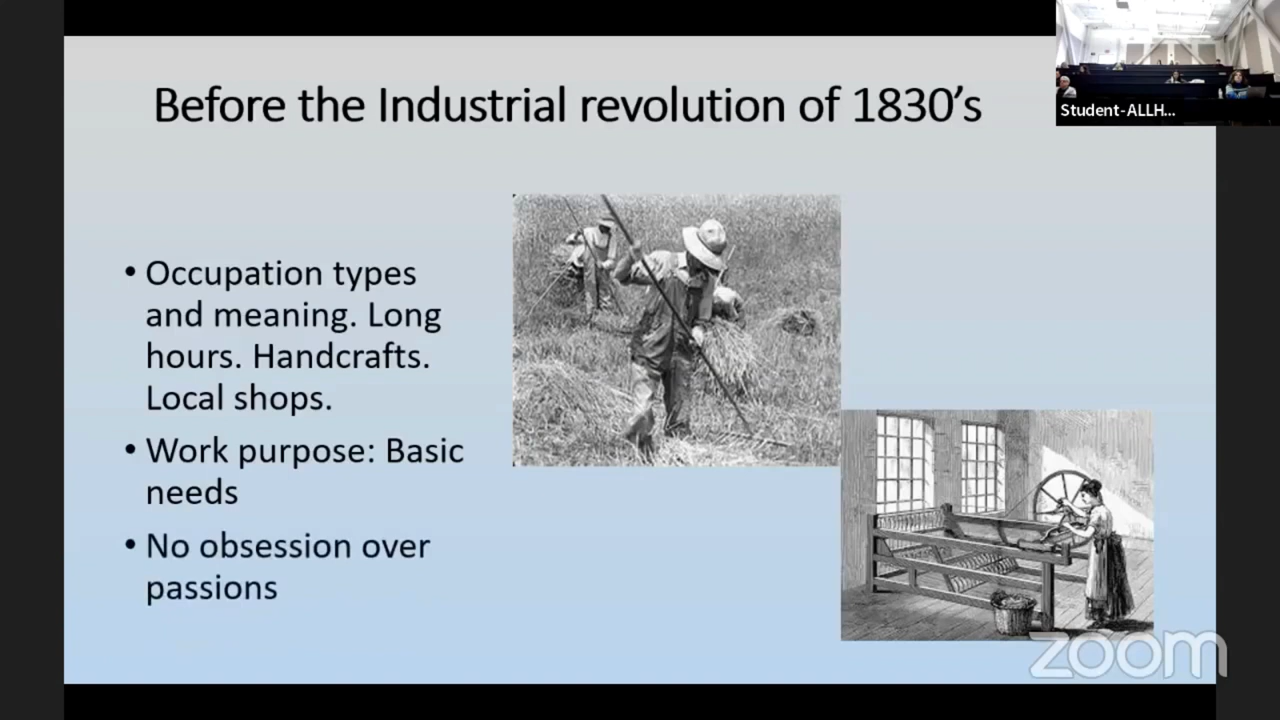 Before the Industrial revolution of 1830's
Student-ALLH...
• Occupation types
and meaning. Long
hours. Handcrafts.
Local shops.
• Work purpose: Basic
needs
• No obsession over
passions
zoom